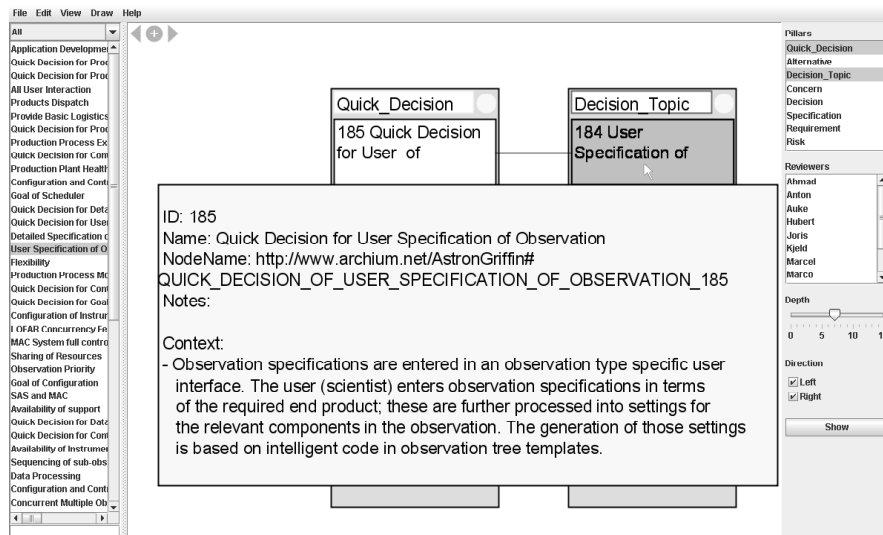 File Edit View Draw Help
All
Application Developmer
Quick Decision for Prod
Quick Decision for Prod
All User Interaction
Products Dispatch
Provide Basic Logistics
Quick Decision for Prod
Production Process Ex
Quick Decision for Con
Production Plant Health
Configuration and Contr
Goal of Scheduler
Quick Decision for Deta
Quick Decision for User
Detailed Specification o
User Specification of O
Flexibility
Production Process Mo
Quick Decision for Cont
Quick Decision for Goal
Configuration of Instrur
LOFAR Concurrency Fe
MAC System full contro
Sharing of Resources
Observation Priority
Goal of Configuration
SAS and MAC
Availability of support
Quick Decision for Data
Quick Decision for Cont
Availability of Instrumer
Sequencing of sub-obs
Data Processing
Configuration and Contr
Concurrent Multiple Ob
Quick_Decision
185 Quick Decision
for User of
Decision_Topic
184 User
Specification of
ID: 185
Name: Quick Decision for User Specification of Observation
NodeName: http://www.archium.net/AstronGriffin#
QUICK_DECISION_OF_USER_SPECIFICATION_OF_OBSERVATION_185
Notes:
Context:
- Observation specifications are entered in an observation type specific user
interface. The user (scientist) enters observation specifications in terms
of the required end product; these are further processed into settings for
the relevant components in the observation. The generation of those settings
is based on intelligent code in observation tree templates.
Pillars
Quick_Decision
Alternative
Decision_Topic
Concern
Decision
Specification
Requirement
Risk
Reviewers
Ahmad
Anton
Auke
Hubert
Joris
Kjeld
Marcel
Marco
Depth
0 5 10 1
Direction
Left
Right
Show